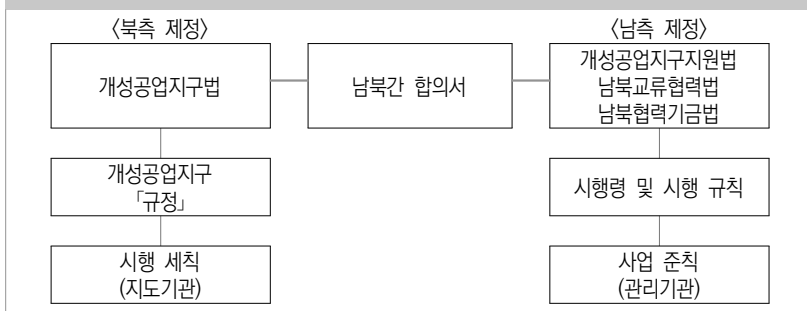 〈북측 제정〉
〈남측 제정〉
개성공업지구법
남북간 합의서
개성공업지구지원법
남북교류협력법
남북협력기금법
개성공업지구
「규정」
시행령 및 시행 규칙
시행 세칙
(지도기관)
사업 준칙
(관리기관)